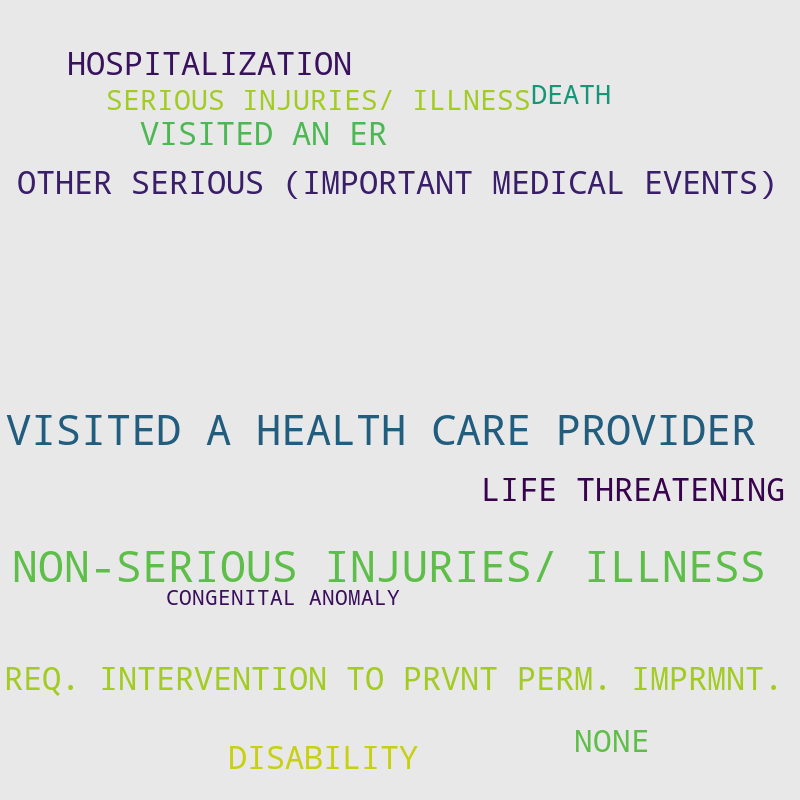 HOSPITALIZATION
SERIOUS INJURIES/ ILLNESS
DEATH
VISITED AN ER
OTHER SERIOUS (IMPORTANT MEDICAL EVENTS)
VISITED A HEALTH CARE PROVIDER
LIFE THREATENING
NON-SERIOUS INJURIES/ ILLNESS
CONGENITAL ANOMALY
REQ. INTERVENTION TO PRVNT PERM. IMPRMNT.
NONE
DISABILITY